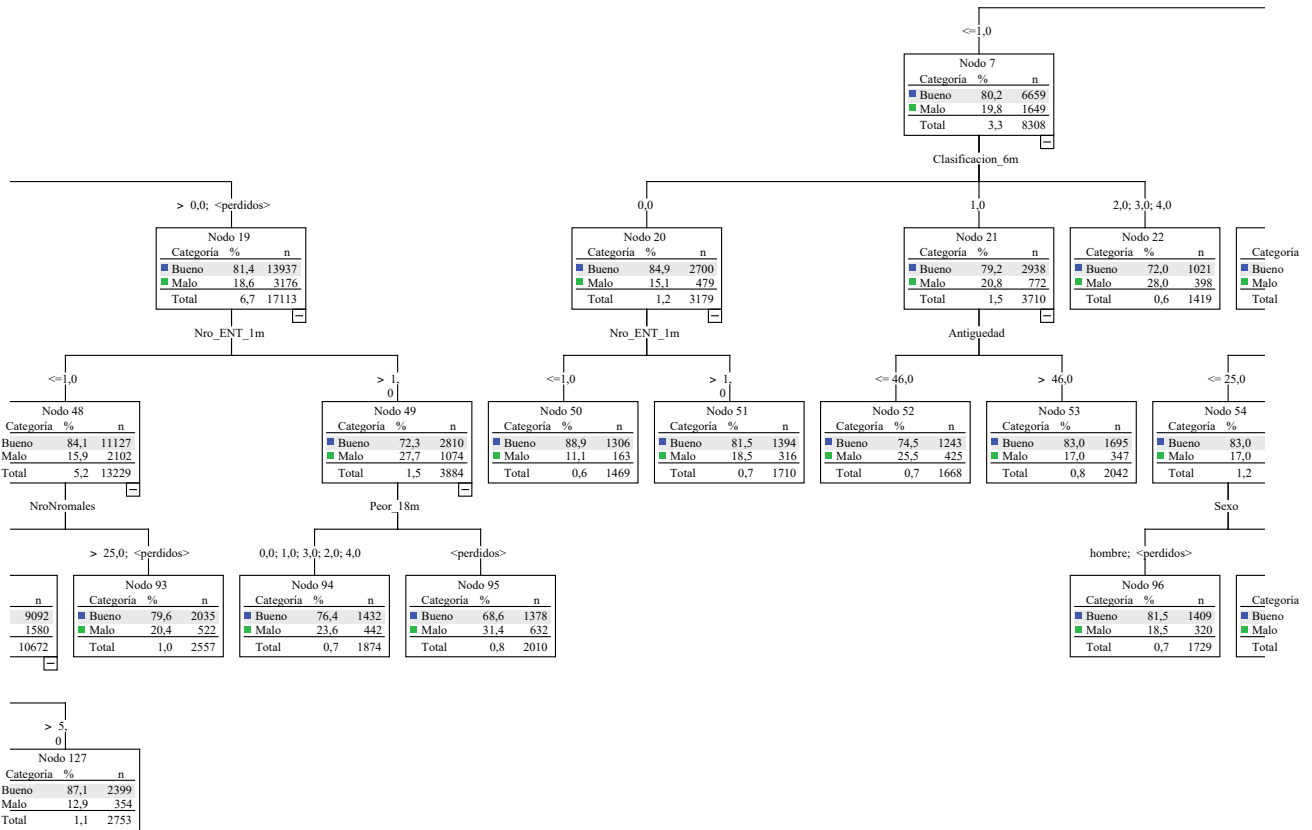 <=1,0
Nodo 7
Categoría % n
Bueno 80,2 6659
Malo 19,8 1649
Total 3,3 8308
Clasificacion_6m
> 0,0; <perdidos>
0,0
1,0
2,0; 3,0; 4,0
Nodo 19
Categoría % n
Bueno 81,4 13937
Malo 18,6 3176
Total 6,7 17113
Nro_ENT_1m
Nodo 20
Categoría % n
Bueno 84,9 2700
Malo 15,1 479
Total 1,2 3179
Nro_ENT_1m
Nodo 21
Categoría % n
Bueno 79,2 2938
Malo 20,8 772
Total 1,5 3710
Antiguedad
Nodo 22
Categoría % n
Bueno 72,0 1021
Malo 28,0 398
Total 0,6 1419
Categoría
Bueno
Malo
Total
<=1,0
> 1,
0
<=1,0
> 1,
0
<=46,0
> 46,0
<= 25,0
Nodo 48
Categoría % n
Bueno 84,1 11127
Malo 15,9 2102
Total 5,2 13229
NroNromales
Nodo 49
Categoría % n
Bueno 72,3 2810
Malo 27,7 1074
Total 1,5 3884
Peor_18m
Nodo 50
Categoría % n
Bueno 88,9 1306
Malo 11,1 163
Total 0,6 1469
Nodo 51
Categoría % n
Bueno 81,5 1394
Malo 18,5 316
Total 0,7 1710
Nodo 52
Categoría % n
Bueno 74,5 1243
Malo 25,5 425
Total 0,7 1668
Nodo 53
Categoría % n
Bueno 83,0 1695
Malo 17,0 347
Total 0,8 2042
Nodo 54
Categoría %
Bueno 83,0
Malo 17,0
Total 1,2
Sexo
> 25,0; <perdidos>
0,0; 1,0; 3,0; 2,0; 4,0
<perdidos>
hombre; <perdidos>
n
9092
1580
10672
Nodo 93
Categoría % n
Bueno 79,6 2035
Malo 20,4 522
Total 1,0 2557
Nodo 94
Categoría % n
Bueno 76,4 1432
Malo 23,6 442
Total 0,7 1874
Nodo 95
Categoría % n
Bueno 68,6 1378
Malo 31,4 632
Total 0,8 2010
Nodo 96
Categoría % n
Bueno 81,5 1409
Malo 18,5 320
Total 0,7 1729
Categoría
Bueno
Malo
Total
> 5,
0
Nodo 127
Categoría % n
Bueno 87,1 2399
Malo 12,9 354
Total 1,1 2753